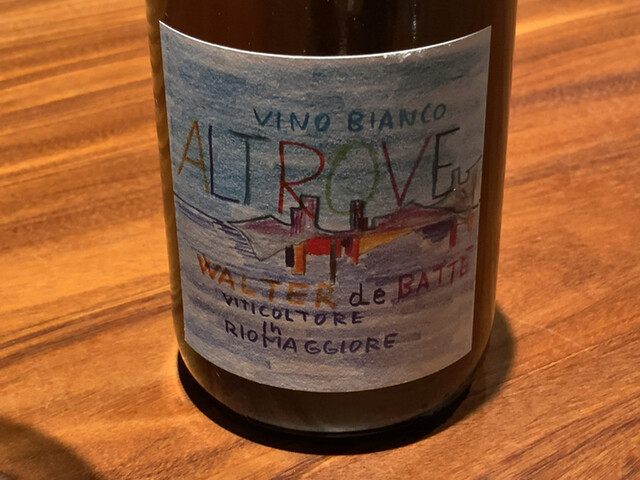 VINO BIANCO
ALTROVE
WALTER de BATTE
VITICOLTORE
in
RIOMAGGIORE